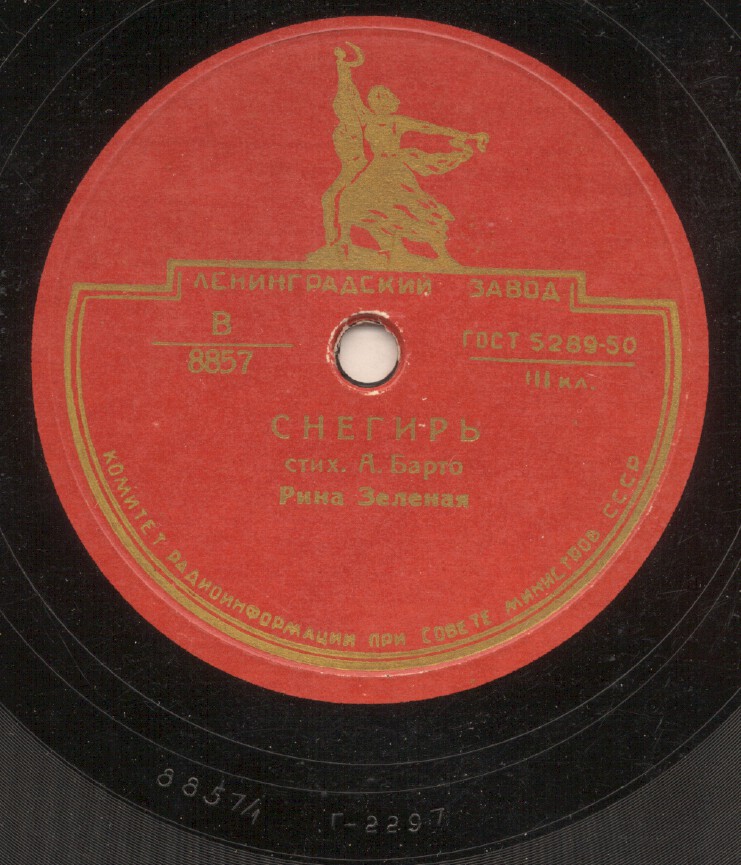 ЛЕНИНГРАДСКИЙ ЗАВОД
В
8857
ГОСТ 5289-50
III кл.
СНЕГИРЬ
стих. А. Барто
Рина Зеленая
КОМИТЕТ РАДИОИНФОРМАЦИИ ПРИ СОВЕТЕ МИНИСТРОВ СССР
8857/1
Г-2297